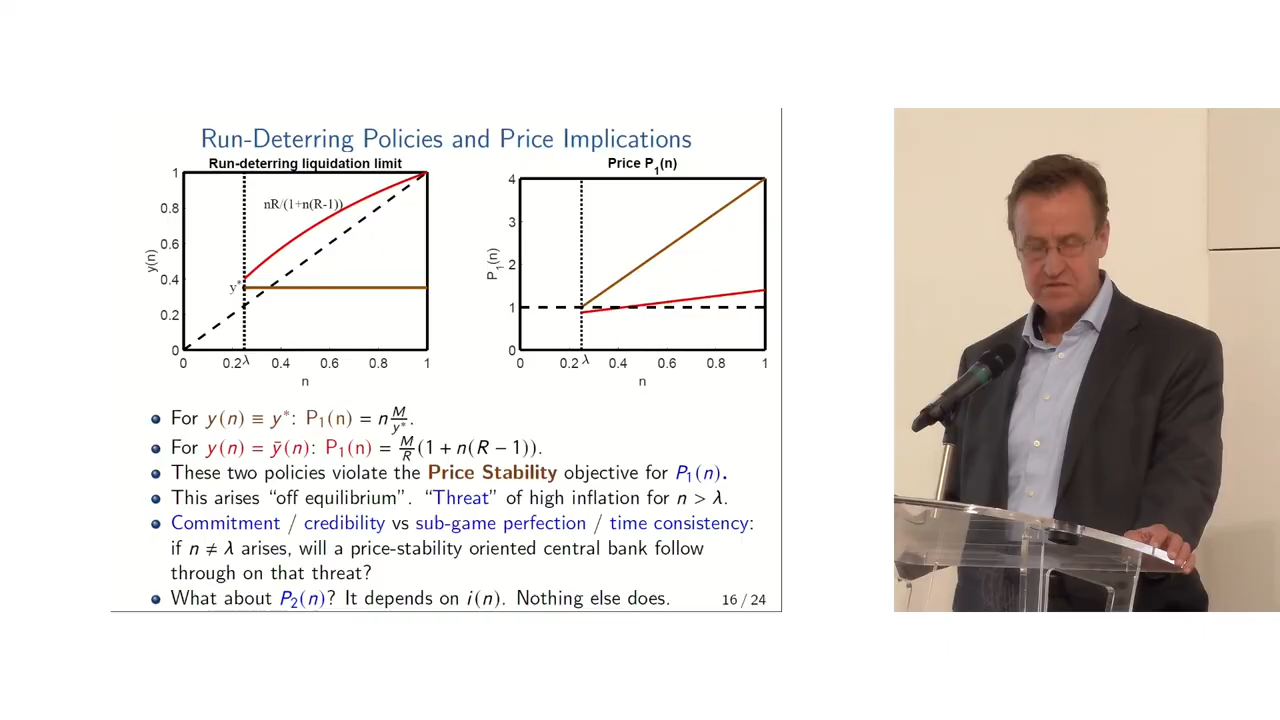 Run-Deterring Policies and Price Implications
Run-deterring liquidation limit
Price P₁(n)
1
0.8
0.6
0.4
0.2
0
y(n)
nR/(1+n(R-1))
y*
0
0.2
λ
0.4
0.6
0.8
1
n
4
3
2
1
0
P₁(n)
0
0.2
λ
0.4
0.6
0.8
1
n
For y(n) ≡ y*: P₁(n) = n M/y*.
For y(n) = ȳ(n): P₁(n) = M/R (1 + n(R − 1)).
These two policies violate the Price Stability objective for P₁(n).
This arises “off equilibrium”. “Threat” of high inflation for n > λ.
Commitment / credibility vs sub-game perfection / time consistency:
if n ≠ λ arises, will a price-stability oriented central bank follow
through on that threat?
What about P₂(n)? It depends on i(n). Nothing else does.
16 / 24